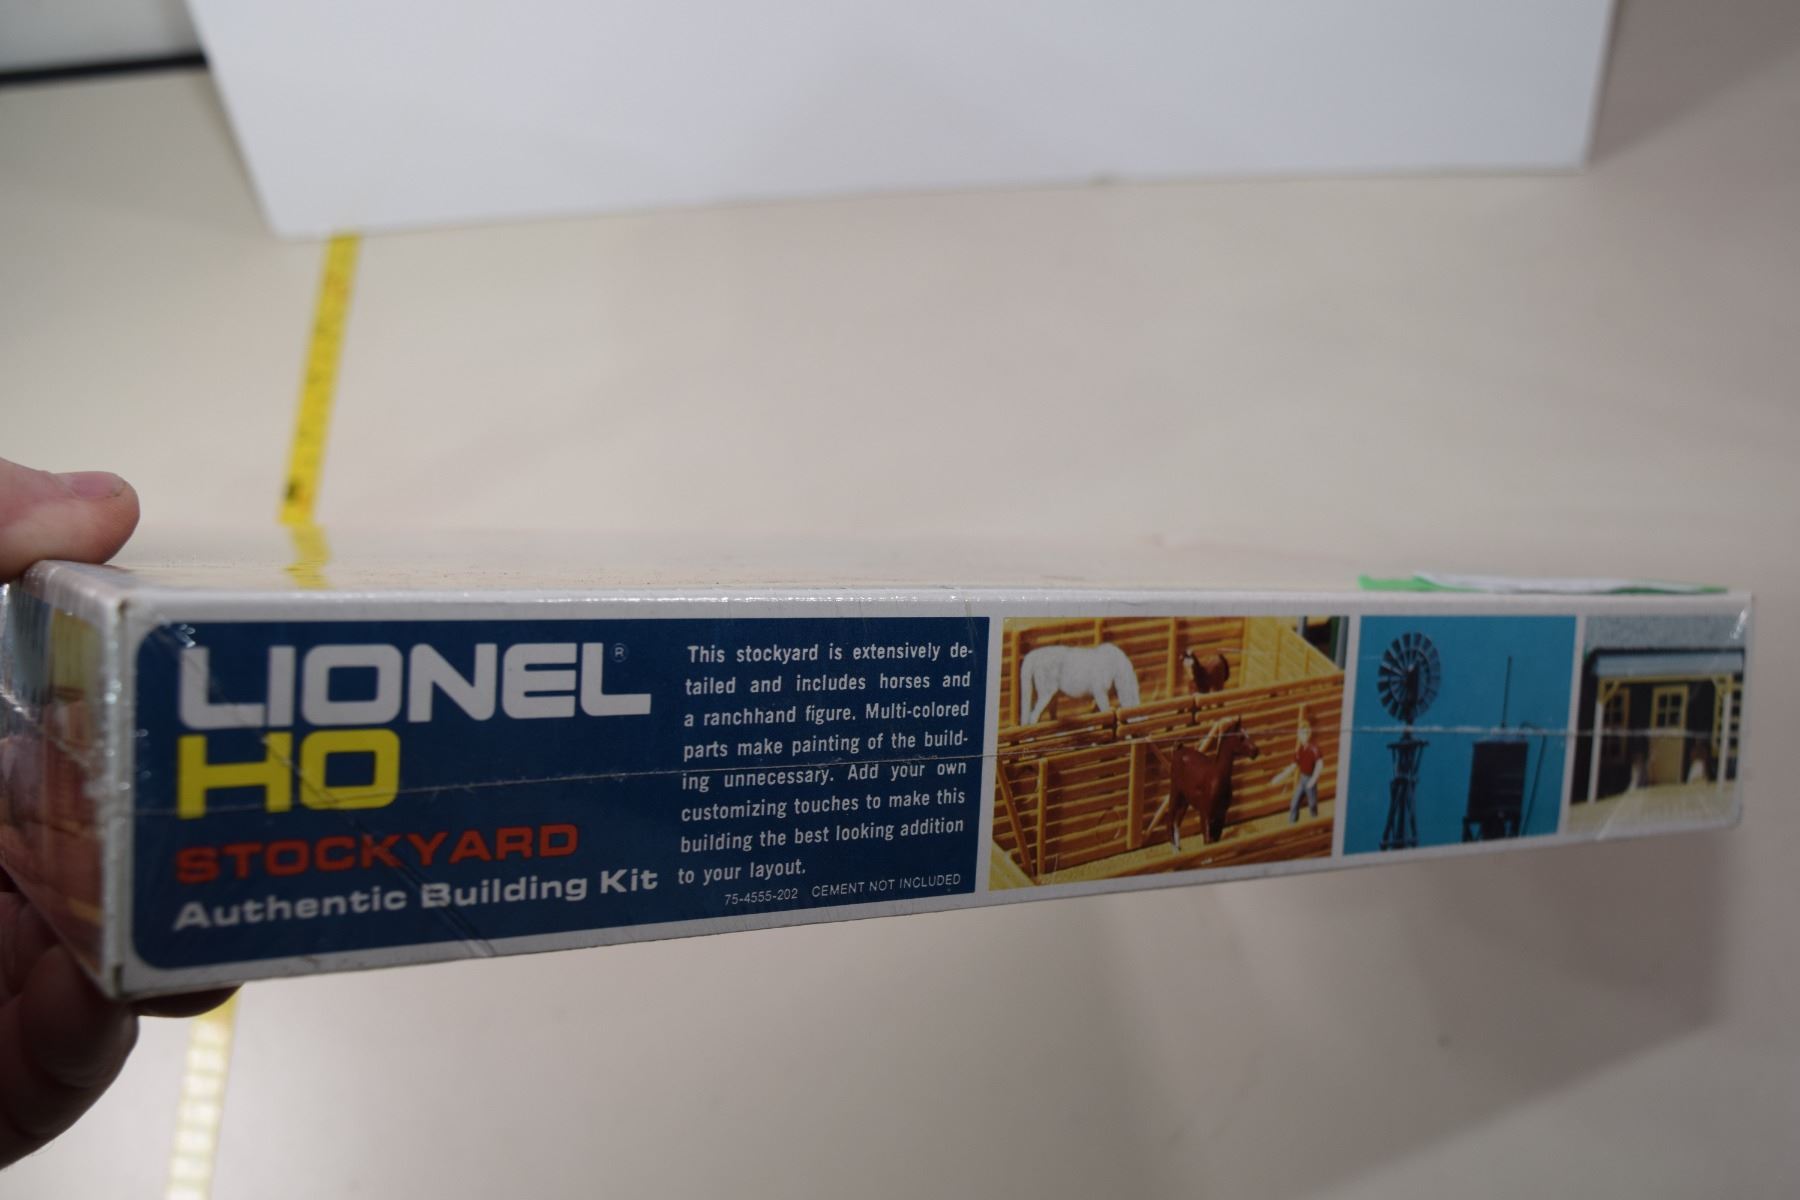 LIONEL®
HO
STOCKYARD
Authentic Building Kit
This stockyard is extensively de-
tailed and includes horses and
a ranchhand figure. Multi-colored
parts make painting of the build-
ing unnecessary. Add your own
customizing touches to make this
building the best looking addition
to your layout.
75-4555-202 CEMENT NOT INCLUDED